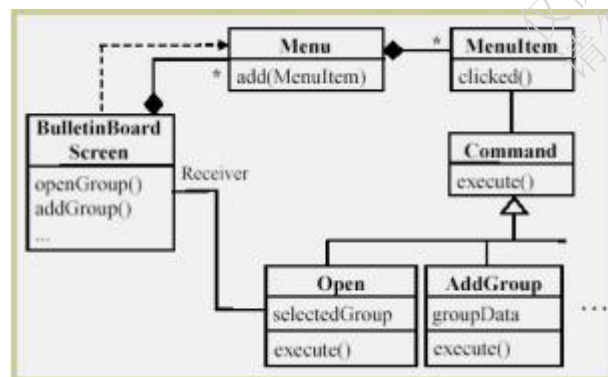 Menu
add(MenuItem)
*
*
MenuItem
clicked()
BulletinBoard
Screen
openGroup()
addGroup()
...
Receiver
Command
execute()
Open
selectedGroup
execute()
AddGroup
groupData
execute()
...